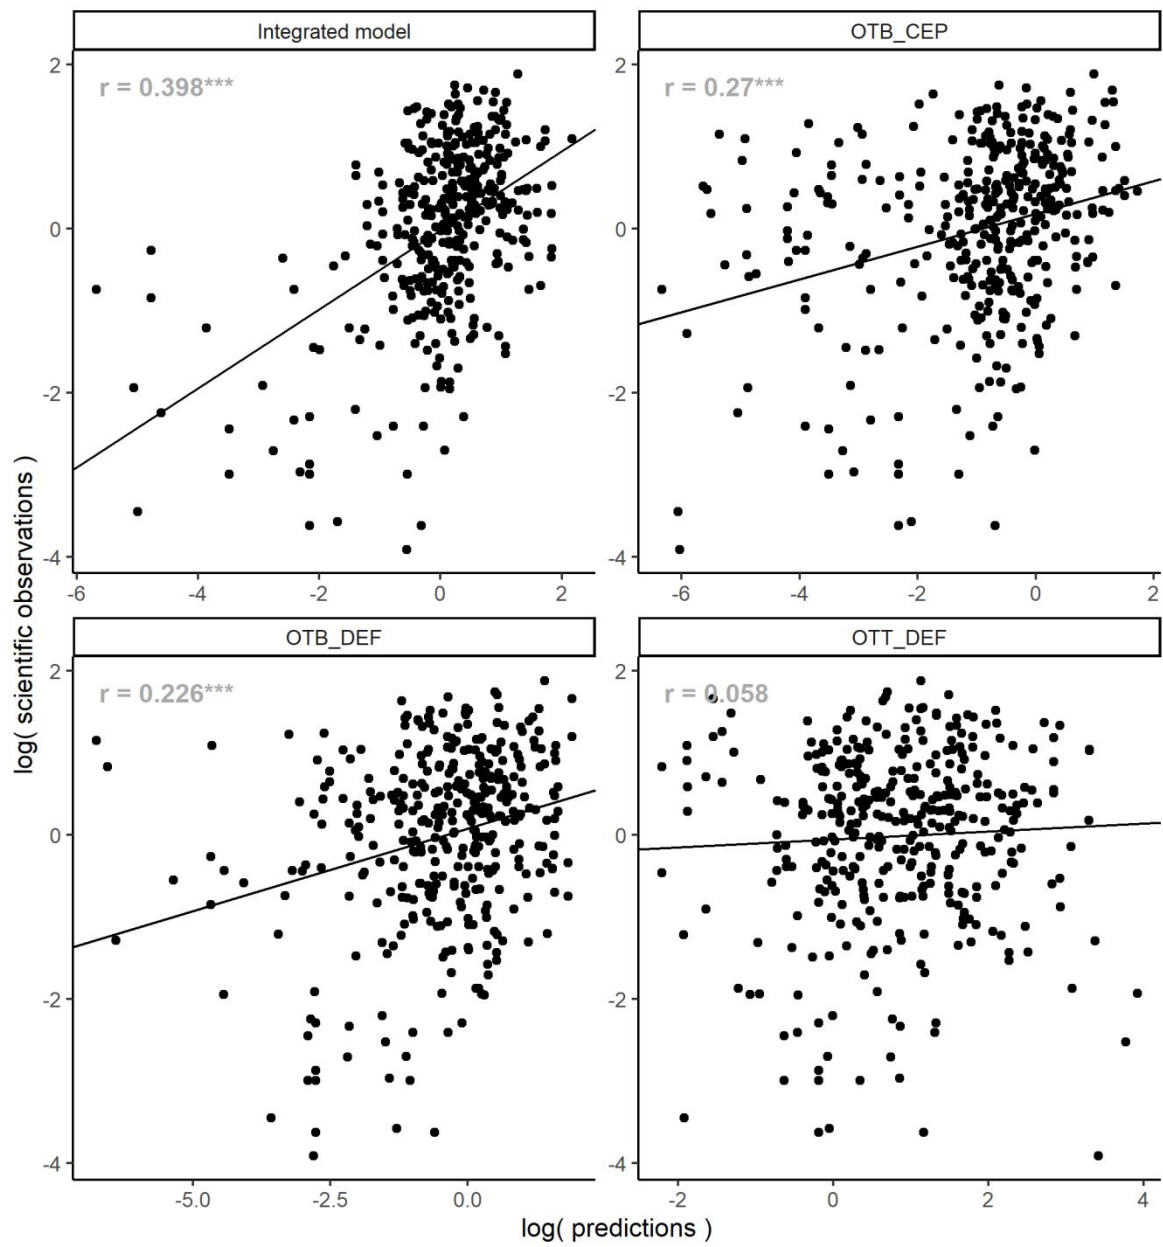 Integrated model
OTB_CEP
r = 0.398***
r = 0.27***
2
0
-2
-4
2
0
-2
-4
-6 -4 -2 0 2
-6 -4 -2 0 2
OTB_DEF
OTT_DEF
r = 0.226***
r = 0.058
2
0
-2
-4
2
0
-2
-4
-5.0 -2.5 0.0
-2 0 2 4
log( scientific observations )
log( predictions )